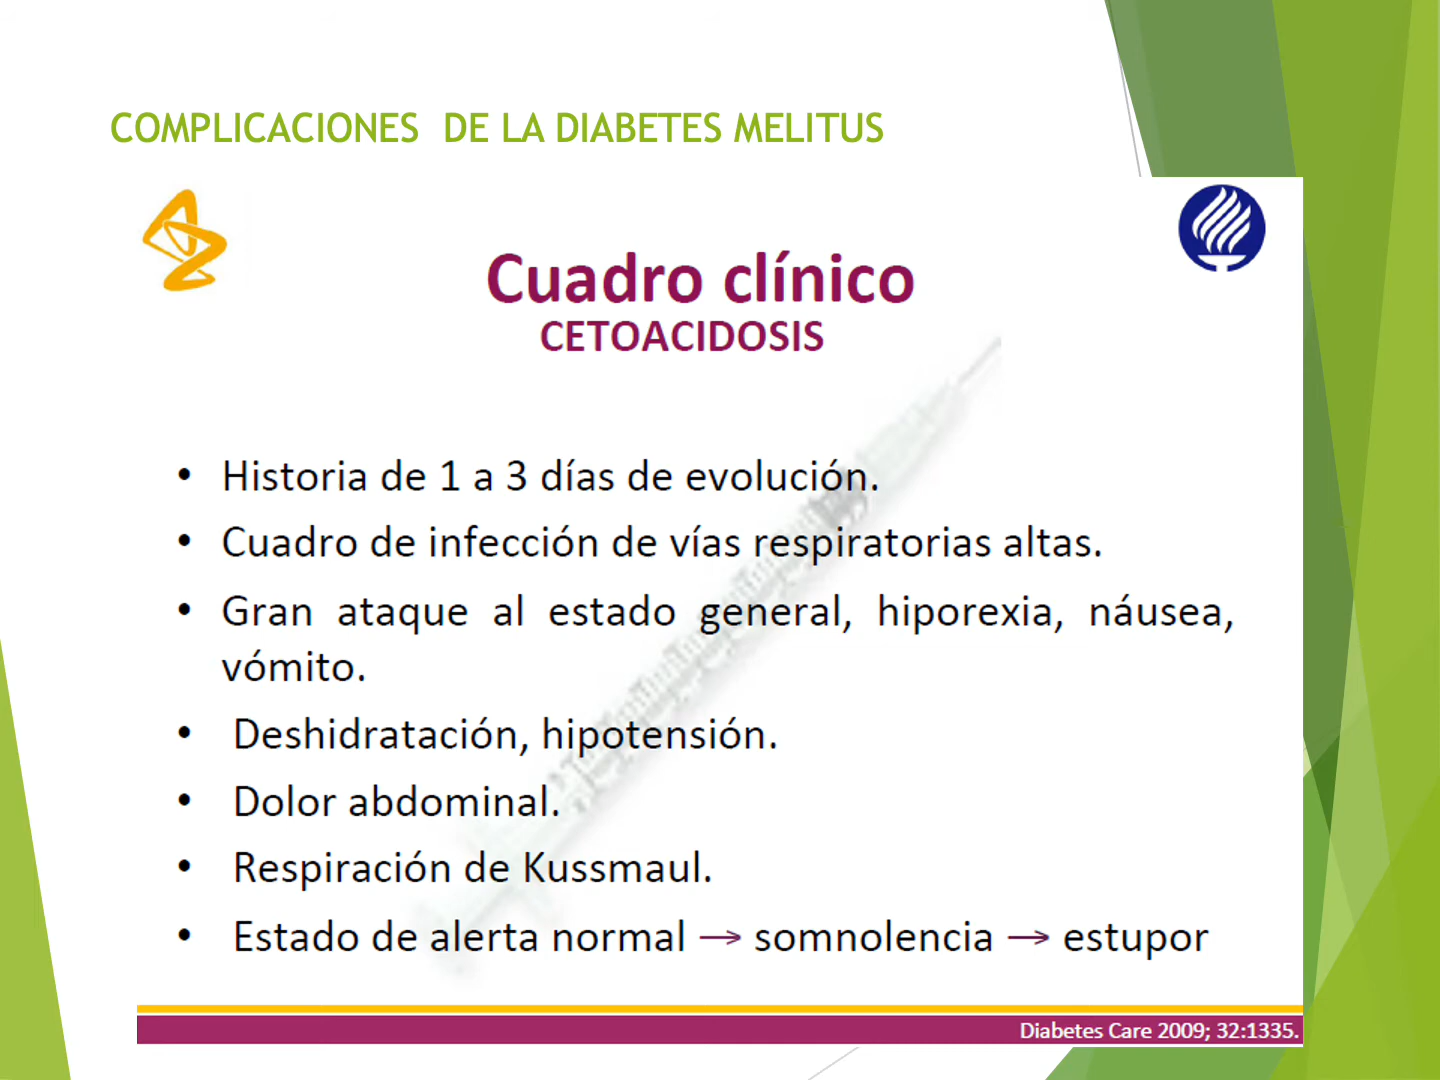 COMPLICACIONES DE LA DIABETES MELITUS
Cuadro clínico
CETOACIDOSIS
• Historia de 1 a 3 días de evolución.
• Cuadro de infección de vías respiratorias altas.
• Gran ataque al estado general, hiporexia, náusea,
vómito.
• Deshidratación, hipotensión.
• Dolor abdominal.
• Respiración de Kussmaul.
• Estado de alerta normal → somnolencia → estupor
Diabetes Care 2009; 32:1335.